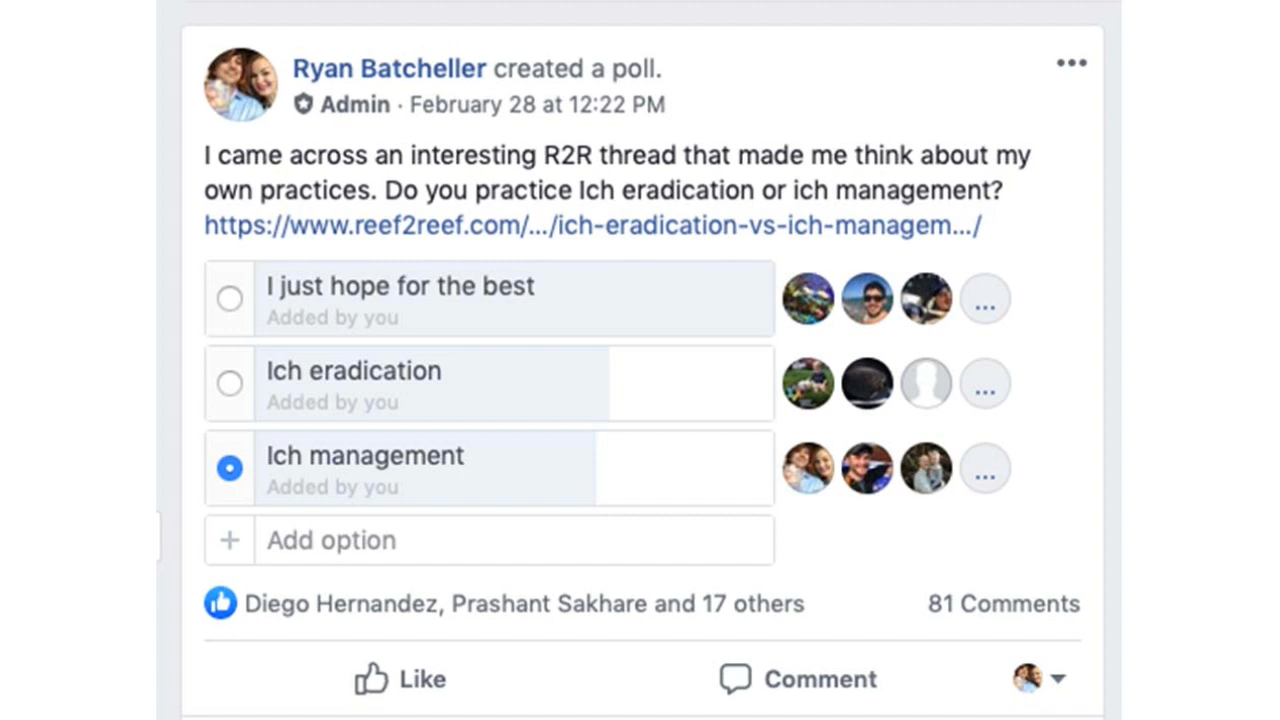 Ryan Batcheller created a poll.
Admin · February 28 at 12:22 PM
I came across an interesting R2R thread that made me think about my
own practices. Do you practice Ich eradication or ich management?
https://www.reef2reef.com/.../ich-eradication-vs-ich-managem.../
I just hope for the best
Added by you
Ich eradication
Added by you
Ich management
Added by you
+ Add option
Diego Hernandez, Prashant Sakhare and 17 others 81 Comments
Like Comment